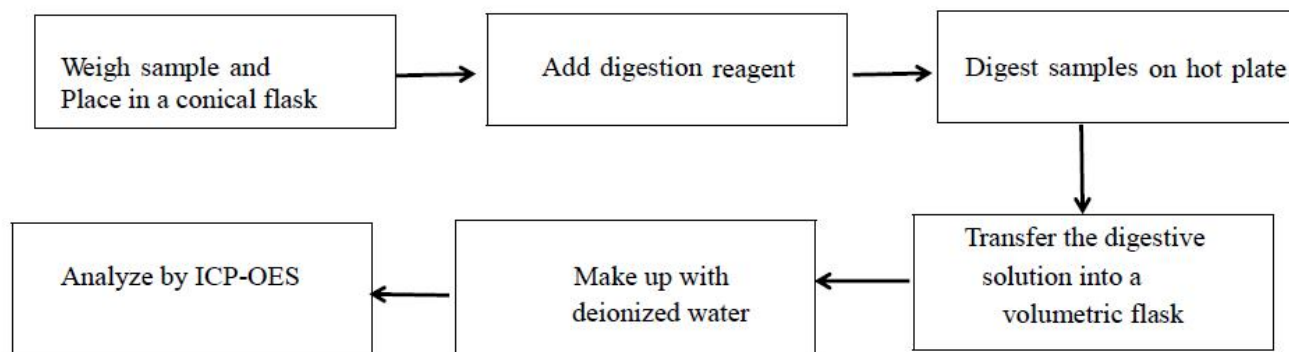 Weigh sample and
Place in a conical flask
Add digestion reagent
Digest samples on hot plate
Transfer the digestive
solution into a
volumetric flask
Make up with
deionized water
Analyze by ICP-OES